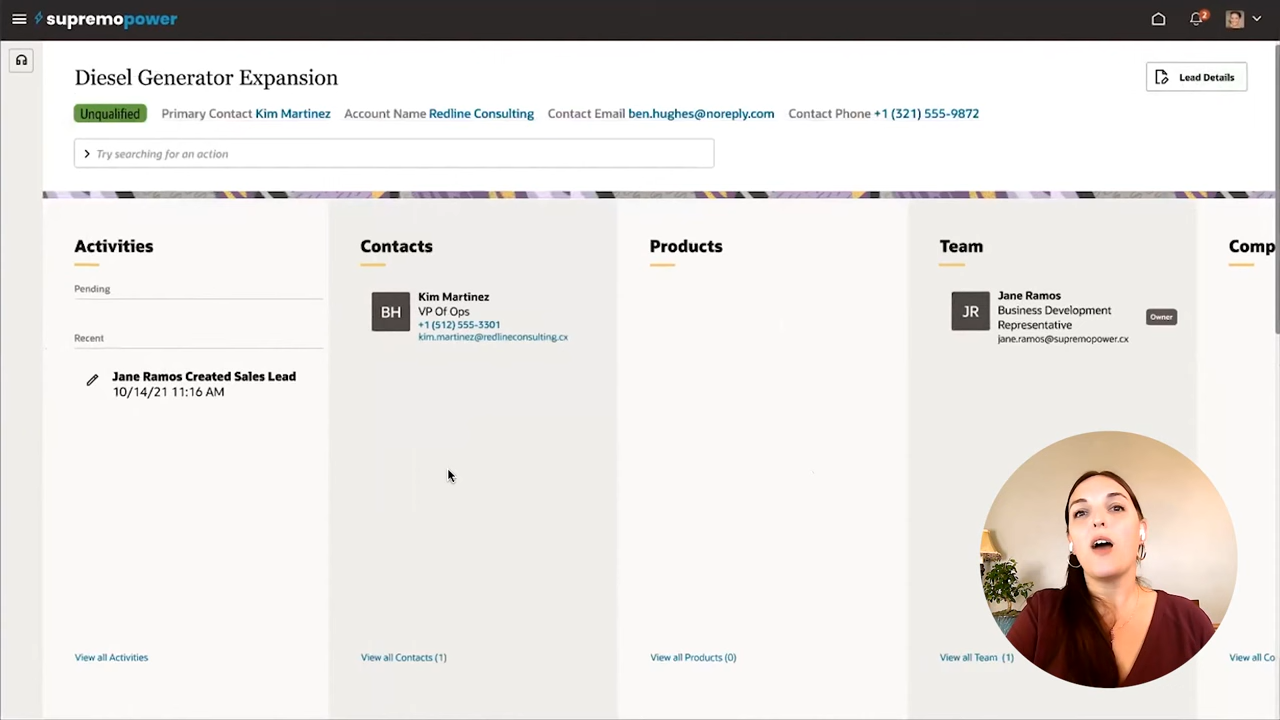 supremopower
2
Diesel Generator Expansion
Lead Details
Unqualified Primary Contact Kim Martinez Account Name Redline Consulting Contact Email ben.hughes@noreply.com Contact Phone +1 (321) 555-9872
Try searching for an action
Activities
Pending
Recent
Jane Ramos Created Sales Lead
10/14/21 11:16 AM
View all Activities
Contacts
BH
Kim Martinez
VP Of Ops
+1 (512) 555-3301
kim.martinez@redlineconsulting.cx
View all Contacts (1)
Products
View all Products (0)
Team
JR
Jane Ramos
Business Development
Representative
jane.ramos@supremopower.cx
Owner
View all Team (1)
Comp
View all Co